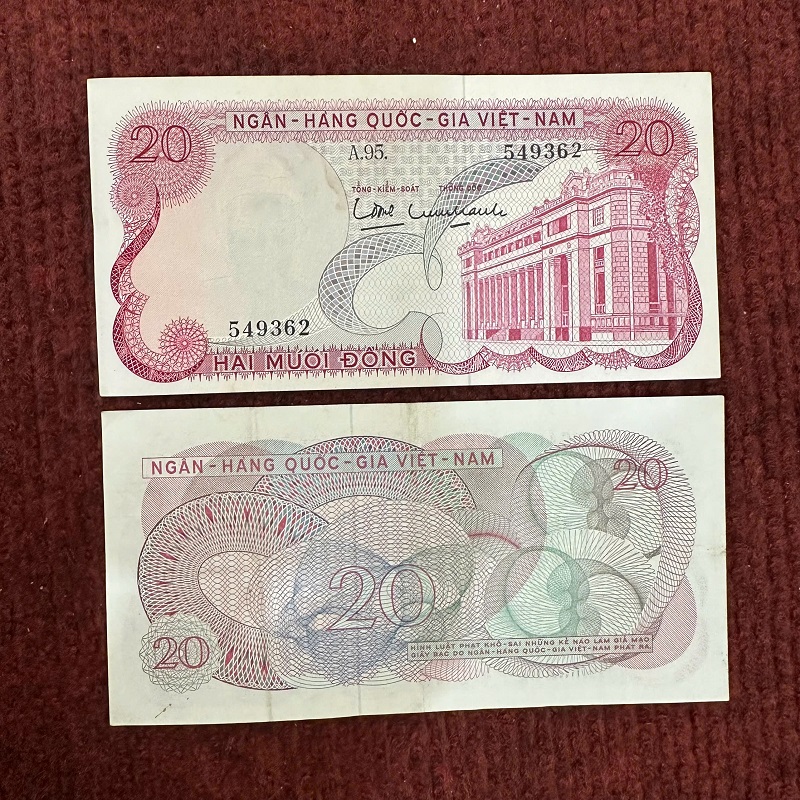 NGÂN-HÀNG QUỐC-GIA VIỆT-NAM
20
20
A.95.
549362
TỔNG-KIỂM-SOÁT THỐNG ĐỐC
549362
HAI MƯƠI ĐỒNG
NGÂN-HÀNG QUỐC-GIA VIỆT-NAM
20
20
20
HÌNH LUẬT PHẠT KHỔ-SAI NHỮNG KẺ NÀO LÀM GIẢ MẠO
GIẤY BẠC DO NGÂN-HÀNG QUỐC-GIA VIỆT-NAM PHÁT RA.